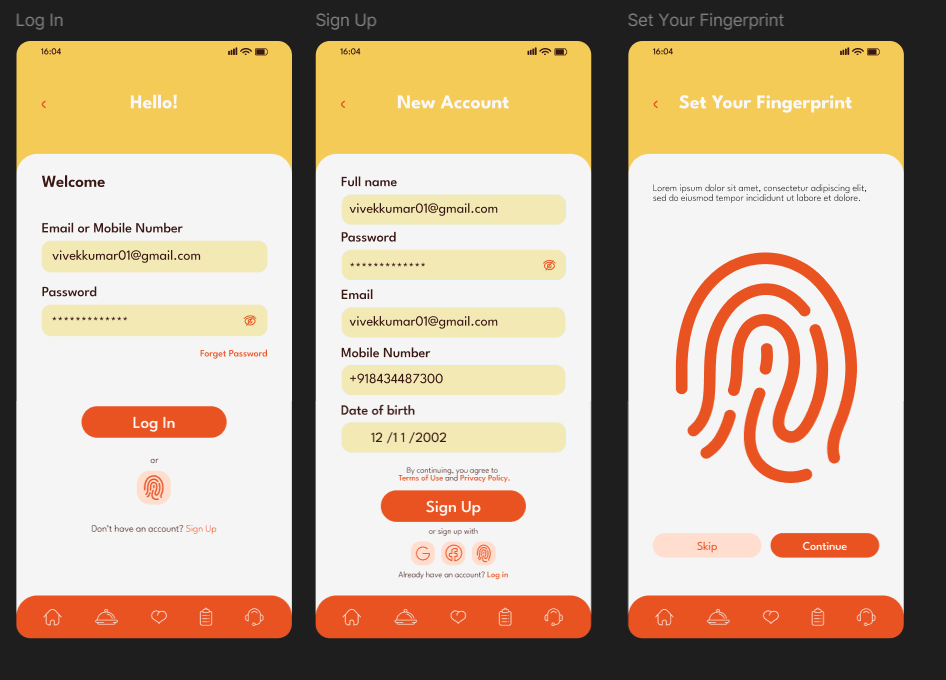 Log In
16:04
Hello!
Welcome
Email or Mobile Number
vivekkumar01@gmail.com
Password
*************
Forget Password
Log In
or
Don't have an account? Sign Up
Sign Up
16:04
New Account
Full name
vivekkumar01@gmail.com
Password
*************
Email
vivekkumar01@gmail.com
Mobile Number
+918434487300
Date of birth
12 /11 /2002
By continuing, you agree to
Terms of Use and Privacy Policy.
Sign Up
or sign up with
Already have an account? Log in
Set Your Fingerprint
16:04
Set Your Fingerprint
Lorem ipsum dolor sit amet, consectetur adipiscing elit,
sed do eiusmod tempor incididunt ut labore et dolore.
Skip
Continue